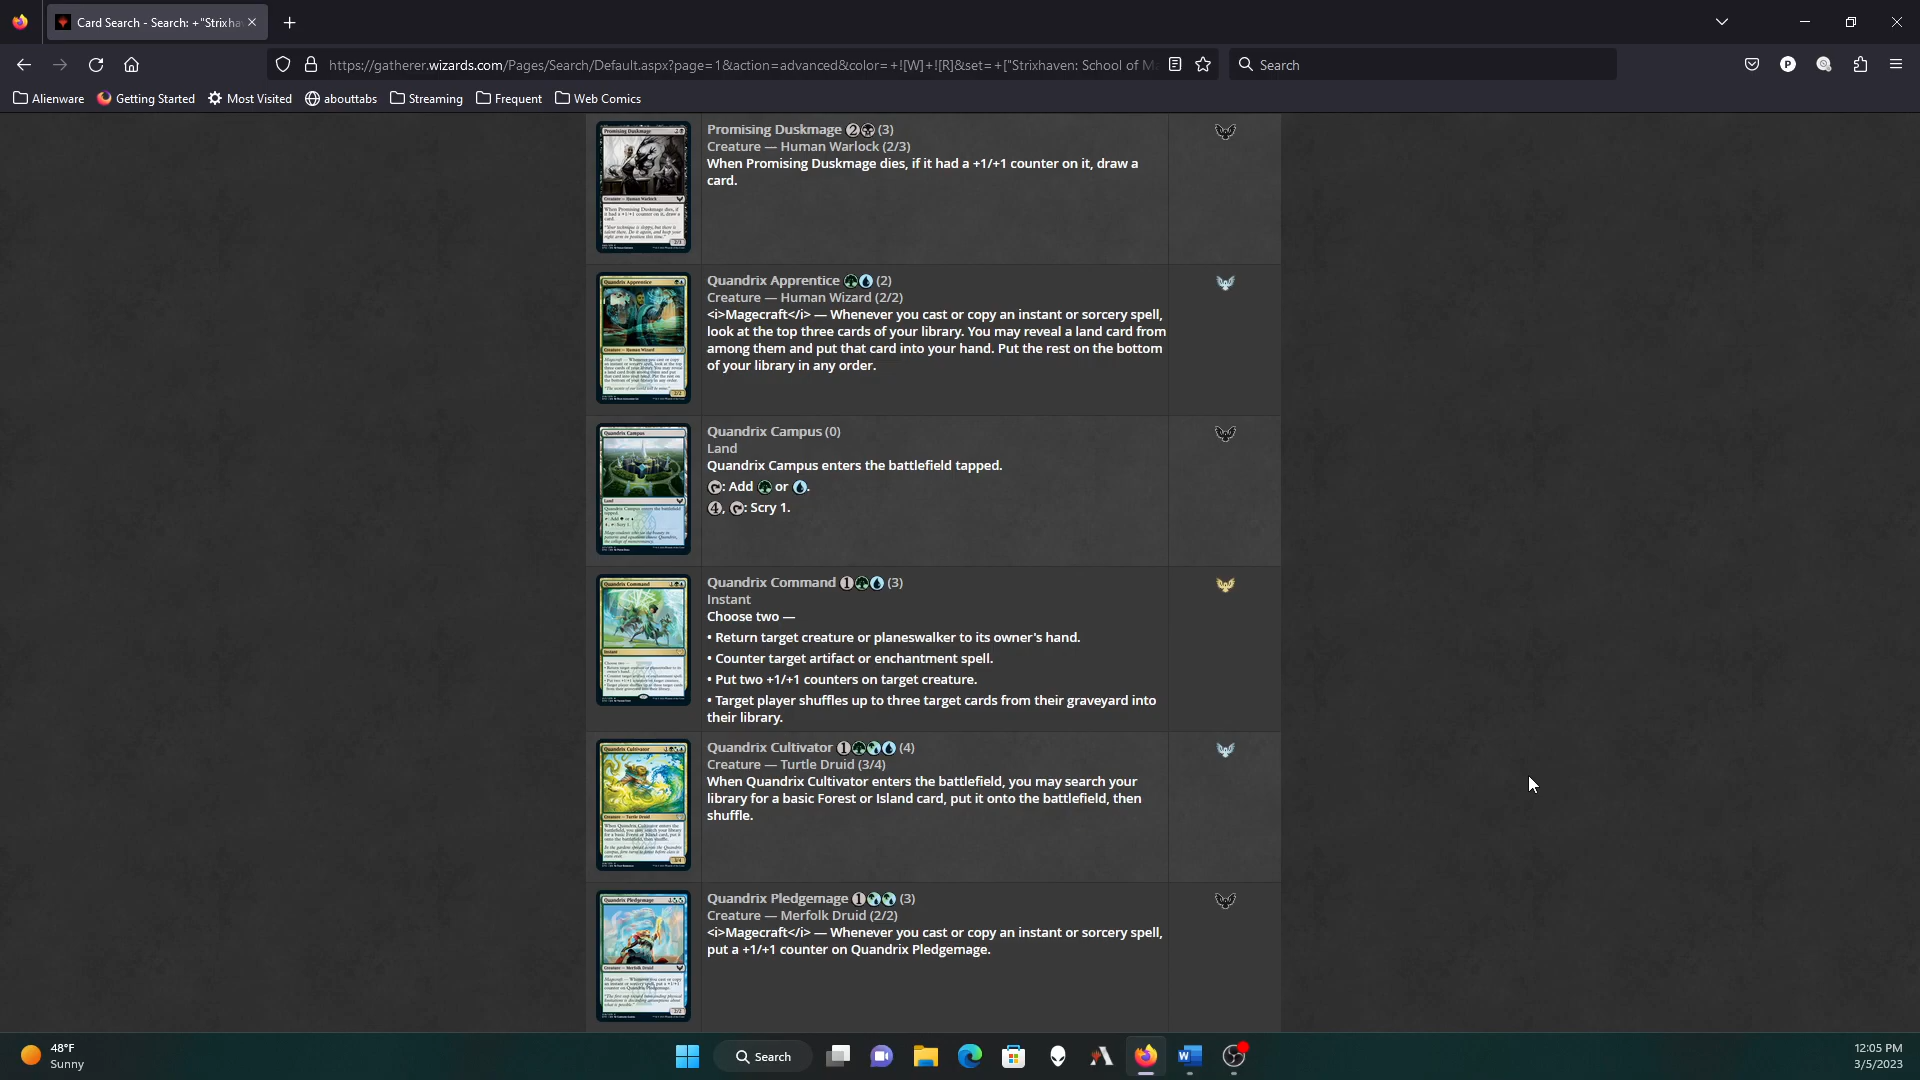 Card Search - Search: +"Strixha
https://gatherer.wizards.com/Pages/Search/Default.aspx?page=1&action=advanced&color=+![W]+![R]&set=+["Strixhaven: School of M
Search
Alienware
Getting Started
Most Visited
abouttabs
Streaming
Frequent
Web Comics
Promising Duskmage 2 (3)
Creature — Human Warlock (2/3)
When Promising Duskmage dies, if it had a +1/+1 counter on it, draw a
card.
Quandrix Apprentice (2)
Creature — Human Wizard (2/2)
<i>Magecraft</i> — Whenever you cast or copy an instant or sorcery spell,
look at the top three cards of your library. You may reveal a land card from
among them and put that card into your hand. Put the rest on the bottom
of your library in any order.
Quandrix Campus (0)
Land
Quandrix Campus enters the battlefield tapped.
: Add or .
4, : Scry 1.
Quandrix Command 1 (3)
Instant
Choose two —
• Return target creature or planeswalker to its owner's hand.
• Counter target artifact or enchantment spell.
• Put two +1/+1 counters on target creature.
• Target player shuffles up to three target cards from their graveyard into
their library.
Quandrix Cultivator 1 (4)
Creature — Turtle Druid (3/4)
When Quandrix Cultivator enters the battlefield, you may search your
library for a basic Forest or Island card, put it onto the battlefield, then
shuffle.
Quandrix Pledgemage 1 (3)
Creature — Merfolk Druid (2/2)
<i>Magecraft</i> — Whenever you cast or copy an instant or sorcery spell,
put a +1/+1 counter on Quandrix Pledgemage.
48°F
Sunny
Search
12:05 PM
3/5/2023